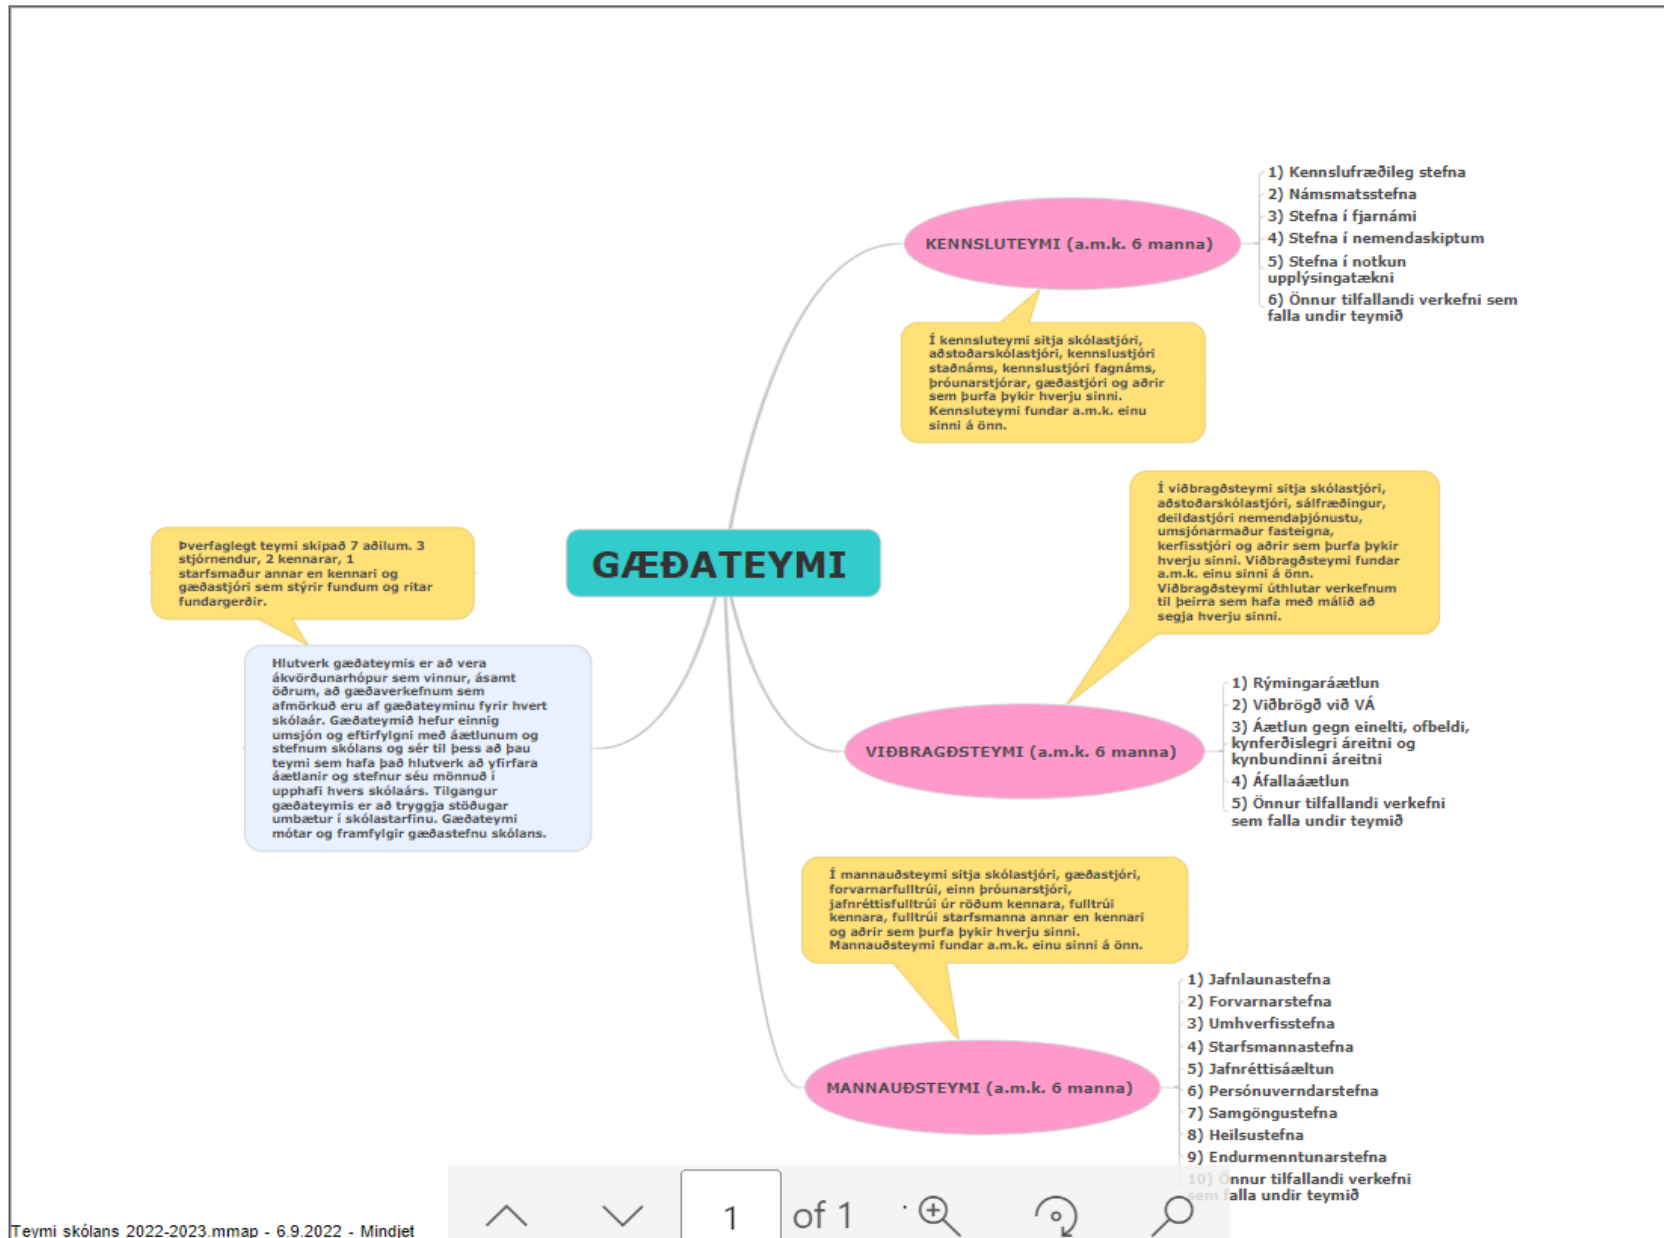 GÆÐATEYMI
Þverfaglegt teymi skipað 7 aðilum. 3
stjórnendur, 2 kennarar, 1
starfsmaður annar en kennari og
gæðastjóri sem stýrir fundum og ritar
fundargerðir.
Hlutverk gæðateymis er að vera
ákvörðunarhópur sem vinnur, ásamt
öðrum, að gæðaverkefnum sem
afmörkuð eru af gæðateyminu fyrir hvert
skólaár. Gæðateymið hefur einnig
umsjón og eftirfylgni með áætlunum og
stefnum skólans og sér til þess að þau
teymi sem hafa það hlutverk að yfirfara
áætlanir og stefnur séu mönnuð í
upphafi hvers skólaárs. Tilgangur
gæðateymis er að tryggja stöðugar
umbætur í skólastarfinu. Gæðateymi
mótar og framfylgir gæðastefnu skólans.
KENNSLUTEYMI (a.m.k. 6 manna)
Í kennsluteymi sitja skólastjóri,
aðstoðarskólastjóri, kennslustjóri
staðnáms, kennslustjóri fagnáms,
þróunarstjórar, gæðastjóri og aðrir
sem þurfa þykir hverju sinni.
Kennsluteymi fundar a.m.k. einu
sinni á önn.
1) Kennslufræðileg stefna
2) Námsmatsstefna
3) Stefna í fjarnámi
4) Stefna í nemendaskiptum
5) Stefna í notkun
upplýsingatækni
6) Önnur tilfallandi verkefni sem
falla undir teymið
Í viðbragðsteymi sitja skólastjóri,
aðstoðarskólastjóri, sálfræðingur,
deildastjóri nemendaþjónustu,
umsjónarmaður fasteigna,
kerfisstjóri og aðrir sem þurfa þykir
hverju sinni. Viðbragðsteymi fundar
a.m.k. einu sinni á önn.
Viðbragðsteymi úthlutar verkefnum
til þeirra sem hafa með málið að
segja hverju sinni.
VIÐBRAGÐSTEYMI (a.m.k. 6 manna)
1) Rýmingaráætlun
2) Viðbrögð við VÁ
3) Áætlun gegn einelti, ofbeldi,
kynferðislegri áreitni og
kynbundinni áreitni
4) Áfallaáætlun
5) Önnur tilfallandi verkefni
sem falla undir teymið
Í mannauðsteymi sitja skólastjóri, gæðastjóri,
forvarnarfulltrúi, einn þróunarstjóri,
jafnréttisfulltrúi úr röðum kennara, fulltrúi
kennara, fulltrúi starfsmanna annar en kennari
og aðrir sem þurfa þykir hverju sinni.
Mannauðsteymi fundar a.m.k. einu sinni á önn.
MANNAUÐSTEYMI (a.m.k. 6 manna)
1) Jafnlaunastefna
2) Forvarnarstefna
3) Umhverfisstefna
4) Starfsmannastefna
5) Jafnréttisáæltun
6) Persónuverndarstefna
7) Samgöngustefna
8) Heilsustefna
9) Endurmenntunarstefna
10) Önnur tilfallandi verkefni
sem falla undir teymið
1 of 1
Teymi skólans 2022-2023.mmap - 6.9.2022 - Mindjet